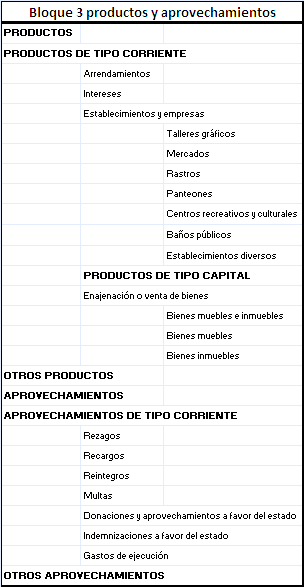 Bloque 3 productos y aprovechamientos
PRODUCTOS
PRODUCTOS DE TIPO CORRIENTE
Arrendamientos
Intereses
Establecimientos y empresas
Talleres gráficos
Mercados
Rastros
Panteones
Centros recreativos y culturales
Baños públicos
Establecimientos diversos
PRODUCTOS DE TIPO CAPITAL
Enajenación o venta de bienes
Bienes muebles e inmuebles
Bienes muebles
Bienes inmuebles
OTROS PRODUCTOS
APROVECHAMIENTOS
APROVECHAMIENTOS DE TIPO CORRIENTE
Rezagos
Recargos
Reintegros
Multas
Donaciones y aprovechamientos a favor del estado
Indemnizaciones a favor del estado
Gastos de ejecución
OTROS APROVECHAMIENTOS